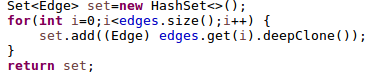 Set<Edge> set=new HashSet<>();
for(int i=0;i<edges.size();i++) {
    set.add((Edge) edges.get(i).deepClone());
}
return set;